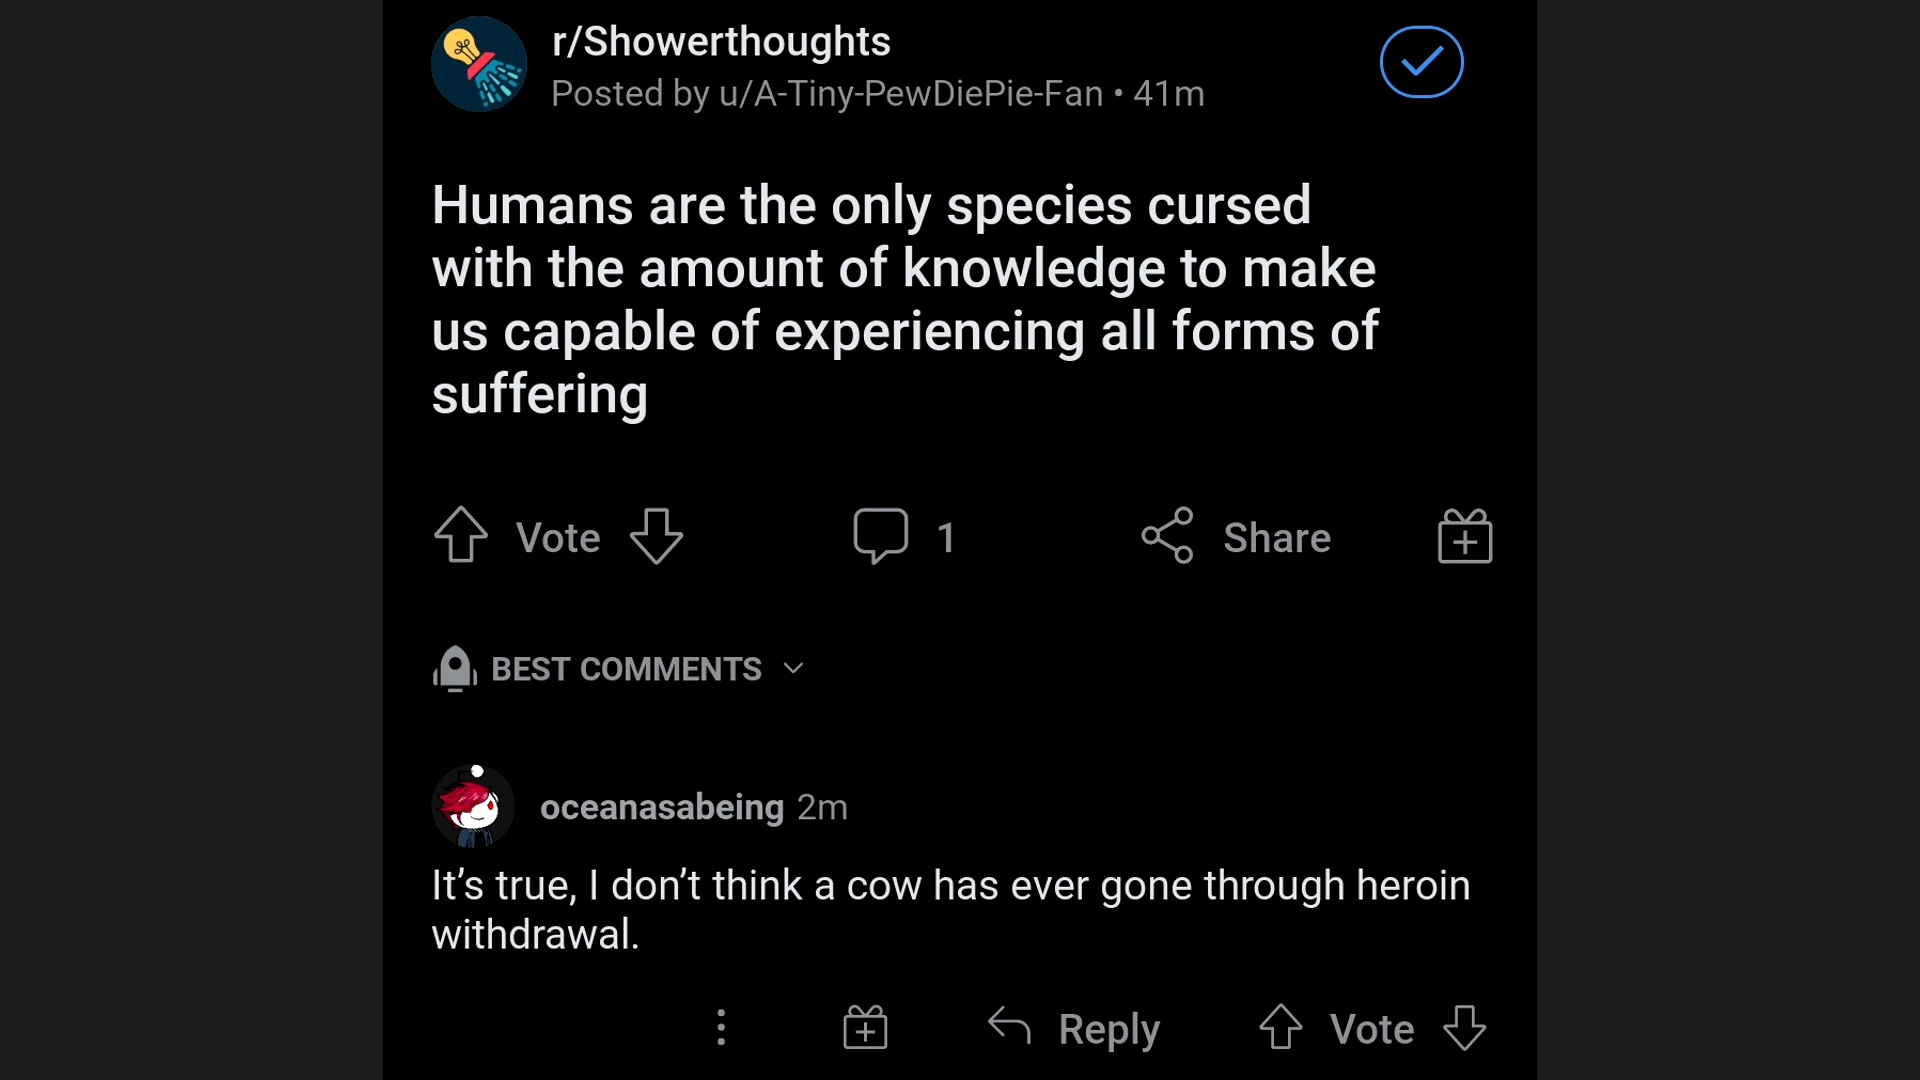 r/Showerthoughts
Posted by u/A-Tiny-PewDiePie-Fan • 41m
Humans are the only species cursed
with the amount of knowledge to make
us capable of experiencing all forms of
suffering
Vote 1 Share
BEST COMMENTS
oceanasabeing 2m
It’s true, I don’t think a cow has ever gone through heroin
withdrawal.
Reply Vote